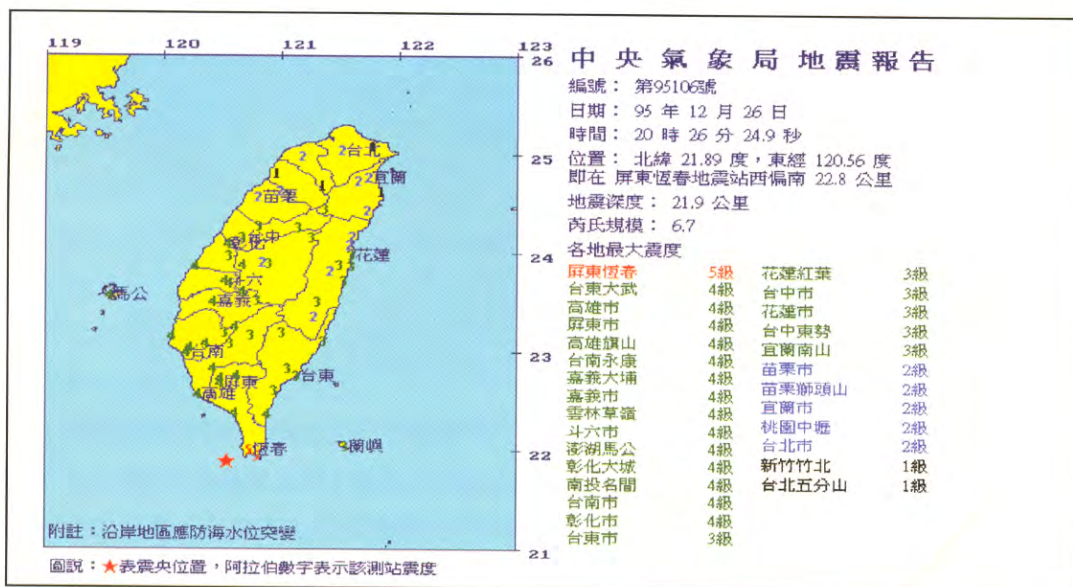 119 120 121 122 123
26
25
24
23
22
21
台北
宜蘭
苗栗
台中
彰化
花蓮
斗六
馬公
嘉義
台南
台東
屏東
高雄
恆春
蘭嶼
附註：沿岸地區應防海水位突變
圖說：★表震央位置，阿拉伯數字表示該測站震度
中央氣象局地震報告
編號： 第95106號
日期： 95 年 12 月 26 日
時間： 20 時 26 分 24.9 秒
位置： 北緯 21.89 度，東經 120.56 度
即在 屏東恆春地震站西偏南 22.8 公里
地震深度： 21.9 公里
芮氏規模： 6.7
各地最大震度
屏東恆春 5級 花蓮紅葉 3級
台東大武 4級 台中市 3級
高雄市 4級 花蓮市 3級
屏東市 4級 台中東勢 3級
高雄旗山 4級 宜蘭南山 3級
台南永康 4級 苗栗市 2級
嘉義大埔 4級 苗栗獅頭山 2級
嘉義市 4級 宜蘭市 2級
雲林草嶺 4級 桃園中壢 2級
斗六市 4級 台北市 2級
澎湖馬公 4級 新竹竹北 1級
彰化大城 4級 台北五分山 1級
南投名間 4級
台南市 4級
彰化市 4級
台東市 3級